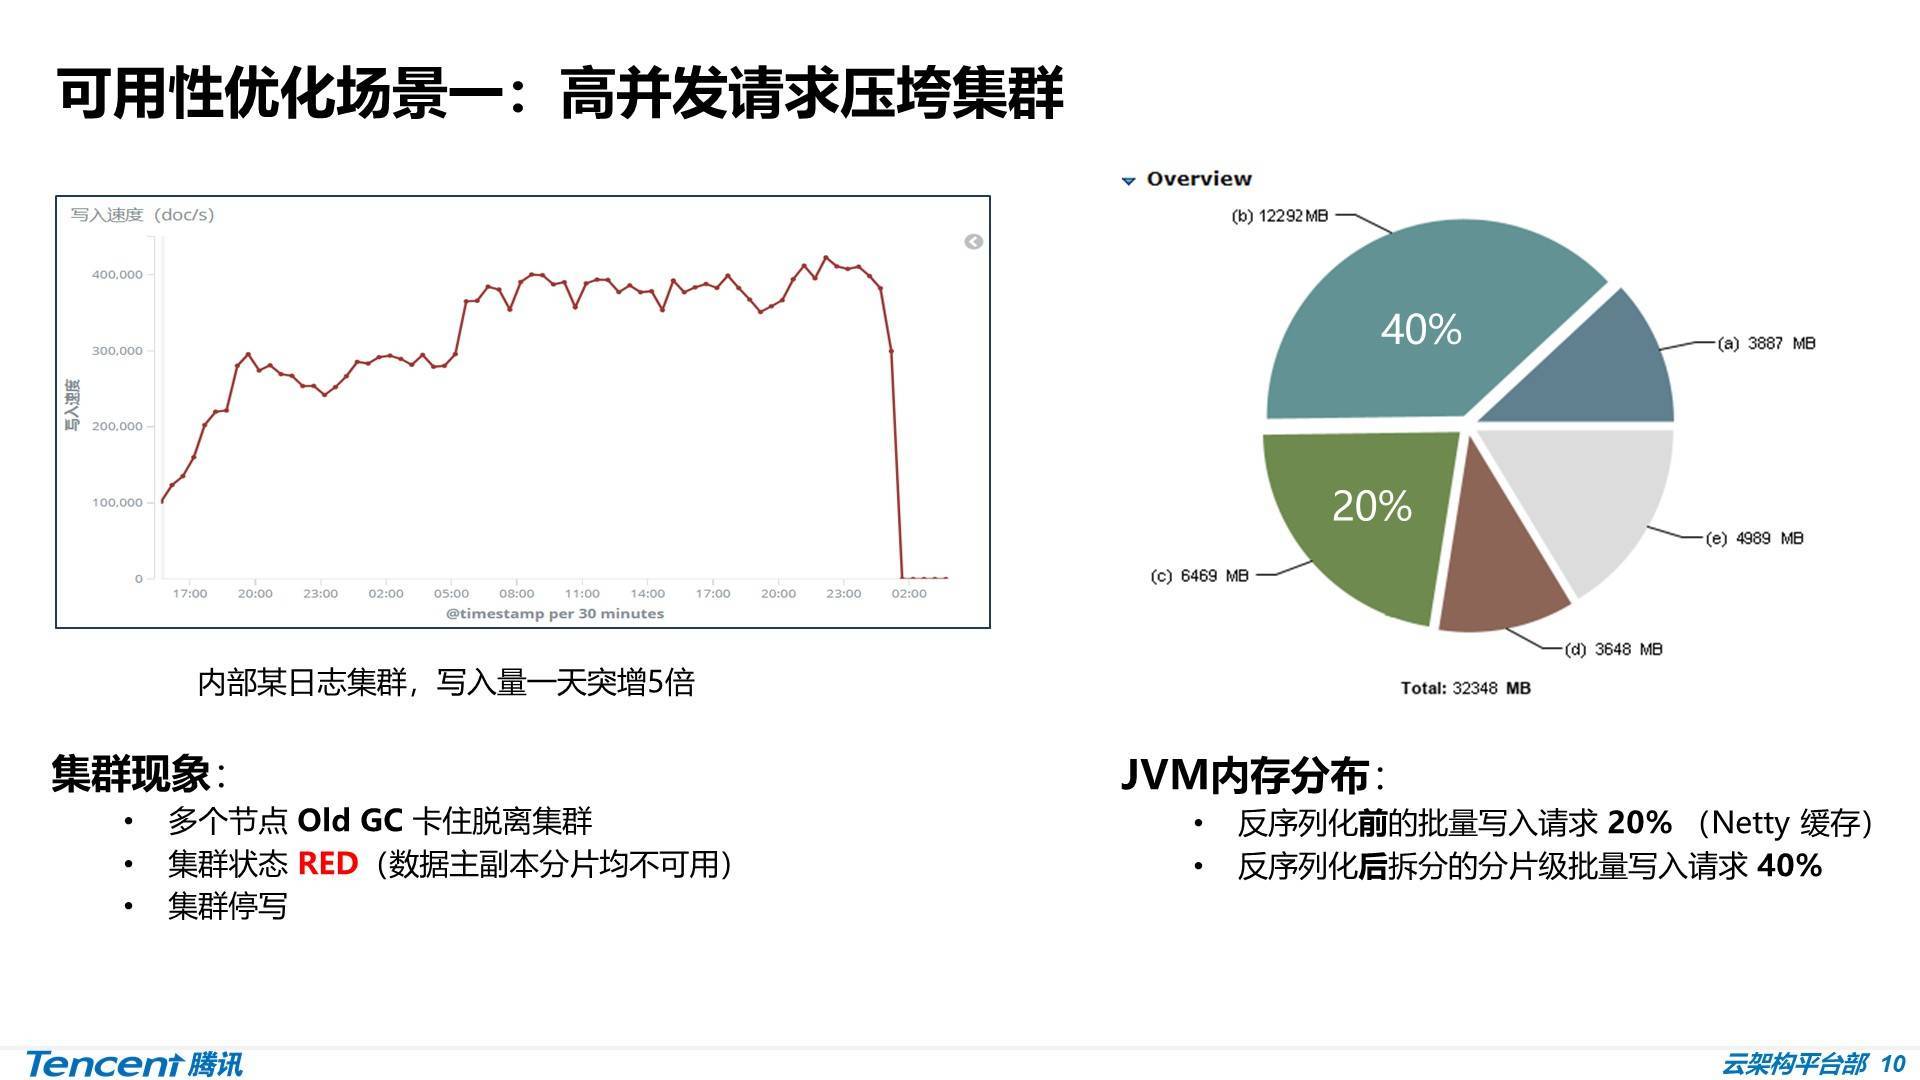 可用性优化场景一：高并发请求压垮集群
写入速度（doc/s）
写入速度
400,000
300,000
200,000
100,000
0
17:00 20:00 23:00 02:00 05:00 08:00 11:00 14:00 17:00 20:00 23:00 02:00
@timestamp per 30 minutes
内部某日志集群，写入量一天突增5倍
Overview
(b) 12292MB
40%
(a) 3887 MB
20%
(e) 4989 MB
(c) 6469 MB
(d) 3648 MB
Total: 32348 MB
集群现象：
• 多个节点 Old GC 卡住脱离集群
• 集群状态 RED（数据主副本分片均不可用）
• 集群停写
JVM内存分布：
• 反序列化前的批量写入请求 20% （Netty 缓存）
• 反序列化后拆分的分片级批量写入请求 40%
Tencent 腾讯
云架构平台部 10